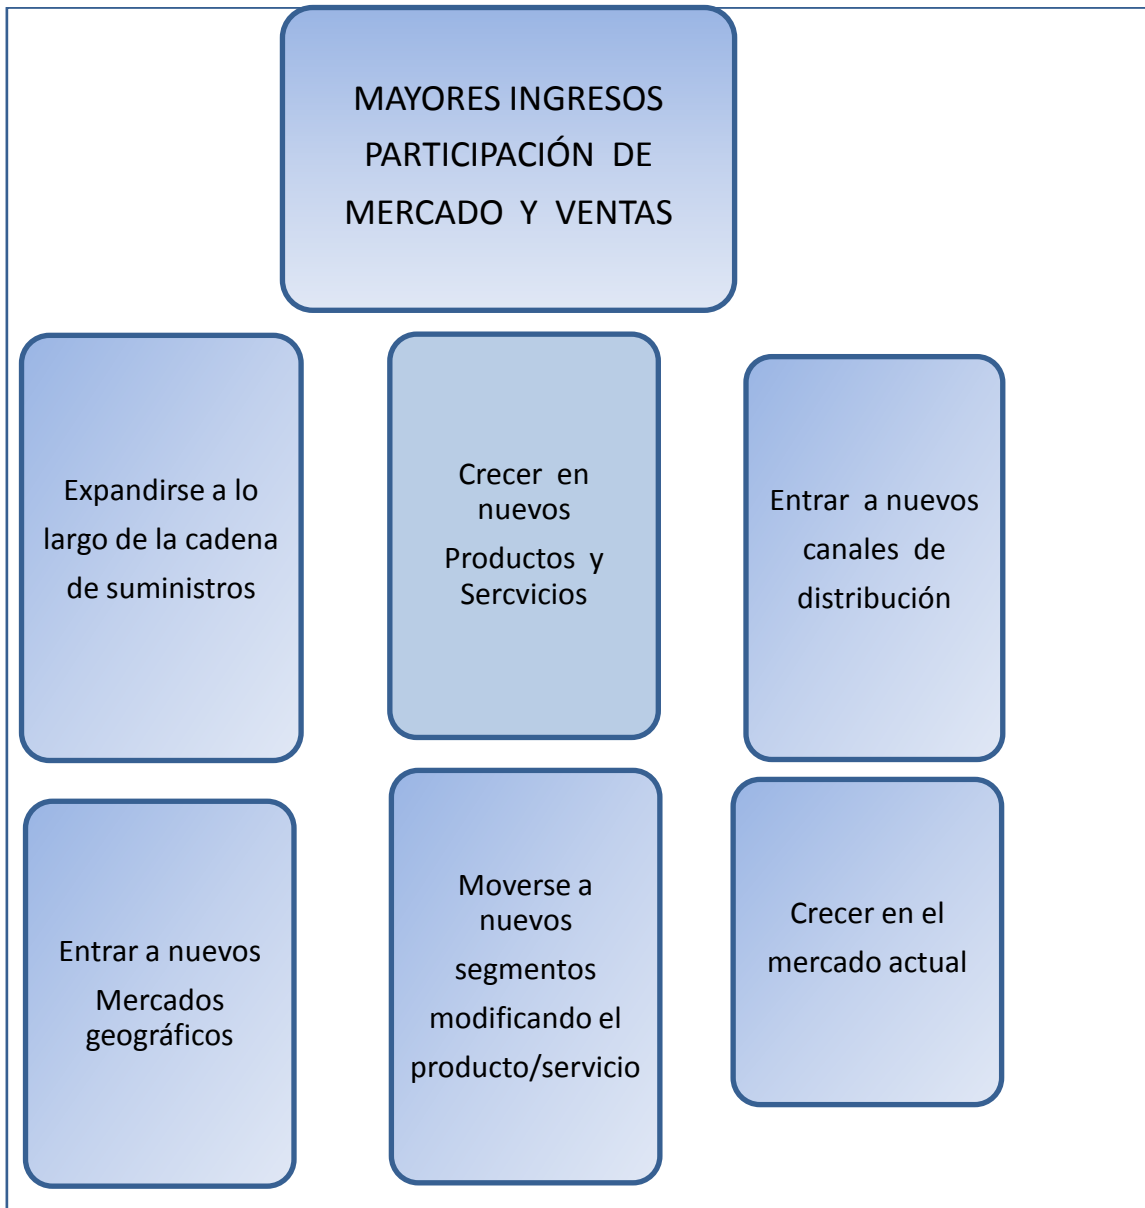 MAYORES INGRESOS
PARTICIPACIÓN DE
MERCADO Y VENTAS
Expandirse a lo
largo de la cadena
de suministros
Crecer en
nuevos
Productos y
Sercvicios
Entrar a nuevos
canales de
distribución
Entrar a nuevos
Mercados
geográficos
Moverse a
nuevos
segmentos
modificando el
producto/servicio
Crecer en el
mercado actual